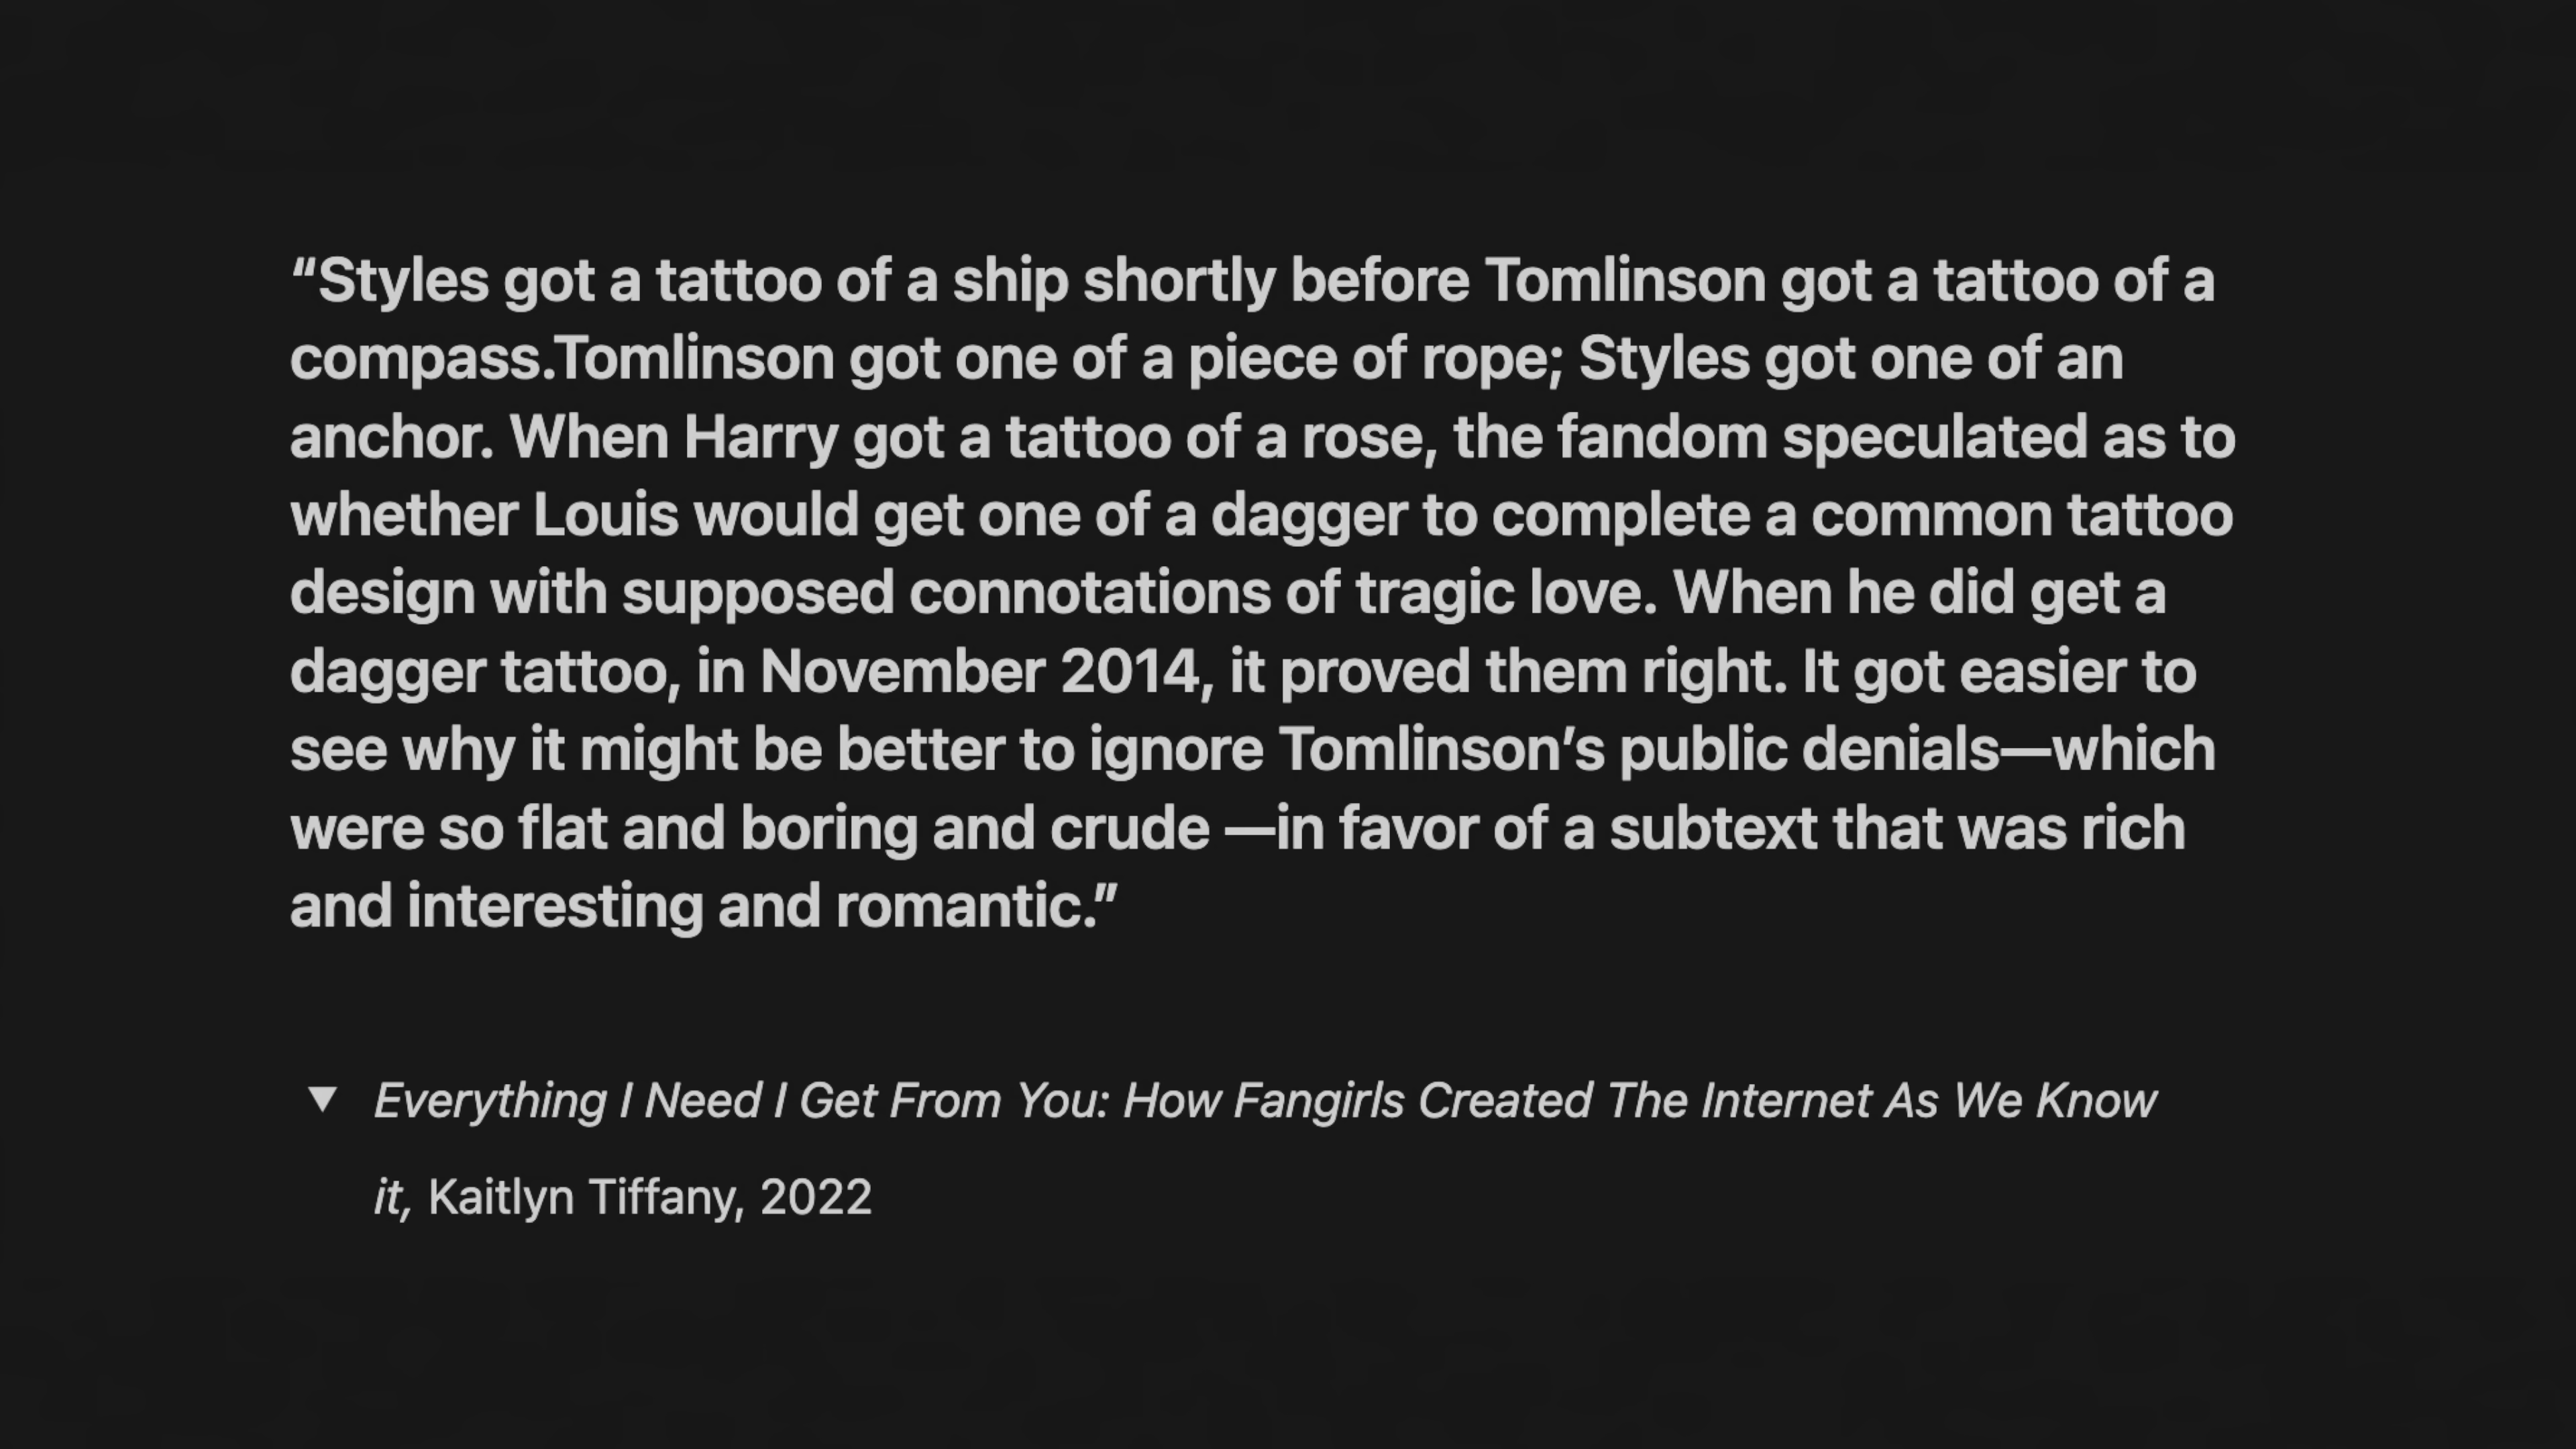 “Styles got a tattoo of a ship shortly before Tomlinson got a tattoo of a
compass.Tomlinson got one of a piece of rope; Styles got one of an
anchor. When Harry got a tattoo of a rose, the fandom speculated as to
whether Louis would get one of a dagger to complete a common tattoo
design with supposed connotations of tragic love. When he did get a
dagger tattoo, in November 2014, it proved them right. It got easier to
see why it might be better to ignore Tomlinson’s public denials—which
were so flat and boring and crude —in favor of a subtext that was rich
and interesting and romantic.”
▼ Everything I Need I Get From You: How Fangirls Created The Internet As We Know
it, Kaitlyn Tiffany, 2022